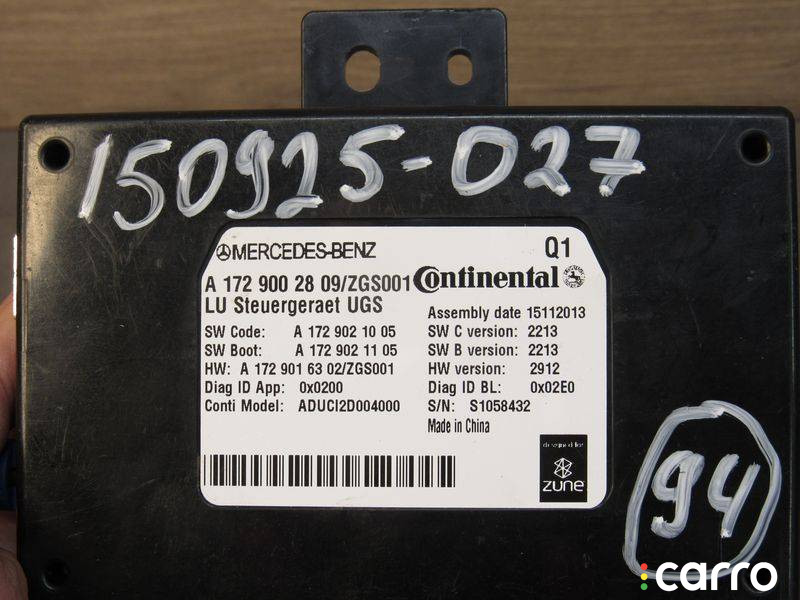 150925-027
MERCEDES-BENZ
Q1
A 172 900 28 09/ZGS001
Continental
LU Steuergeraet UGS
Assembly date 15112013
SW Code: A 172 902 10 05
SW C version: 2213
SW Boot: A 172 902 11 05
SW B version: 2213
HW: A 172 901 63 02/ZGS001
HW version: 2912
Diag ID App: 0x0200
Diag ID BL: 0x02E0
Conti Model: ADUCI2D004000
S/N: S1058432
Made in China
designed for
zune
94
carro